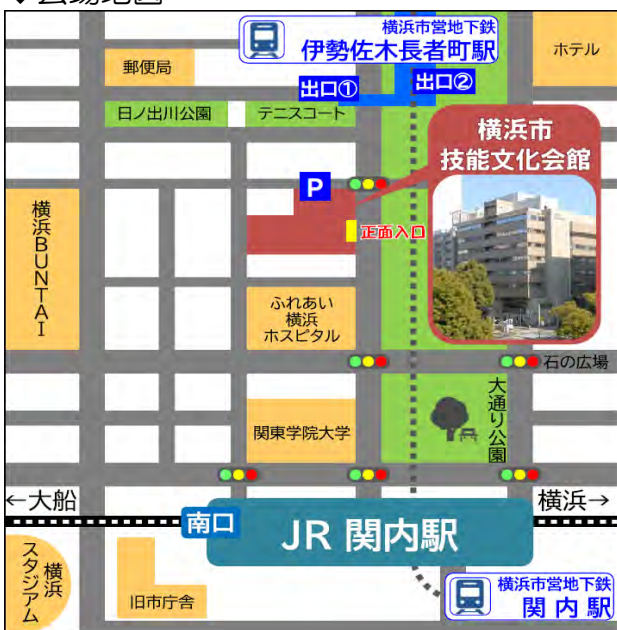 ◇会場地図
横浜市営地下鉄
伊勢佐木長者町駅
ホテル
郵便局
出口①
出口②
日ノ出川公園
テニスコート
横浜市
技能文化会館
P
正面入口
横浜BUNTAI
ふれあい
横浜
ホスピタル
石の広場
大通り公園
関東学院大学
←大船
横浜→
南口
JR 関内駅
横浜
スタジアム
旧市庁舎
横浜市営地下鉄
関内駅